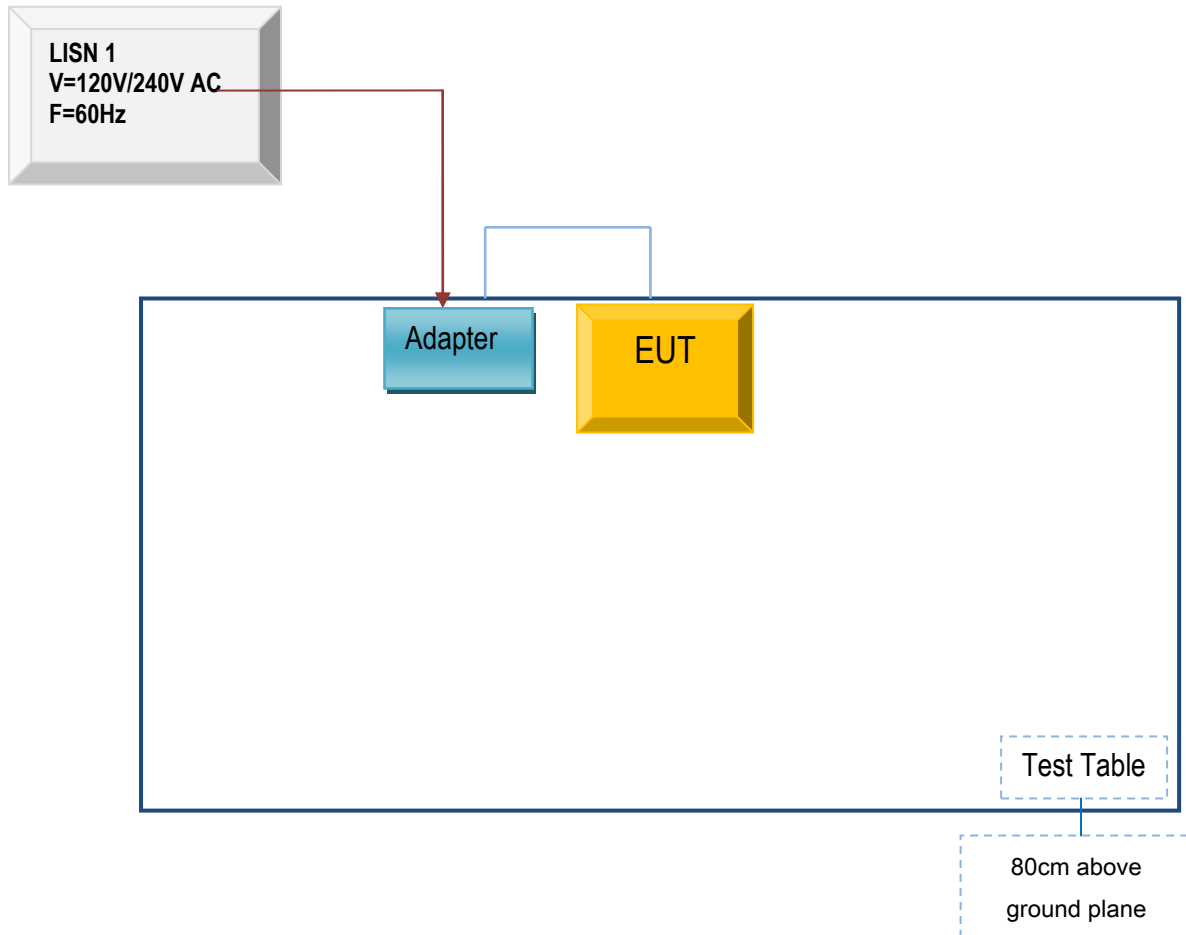 LISN 1
V=120V/240V AC
F=60Hz
Adapter
EUT
Test Table
80cm above
ground plane